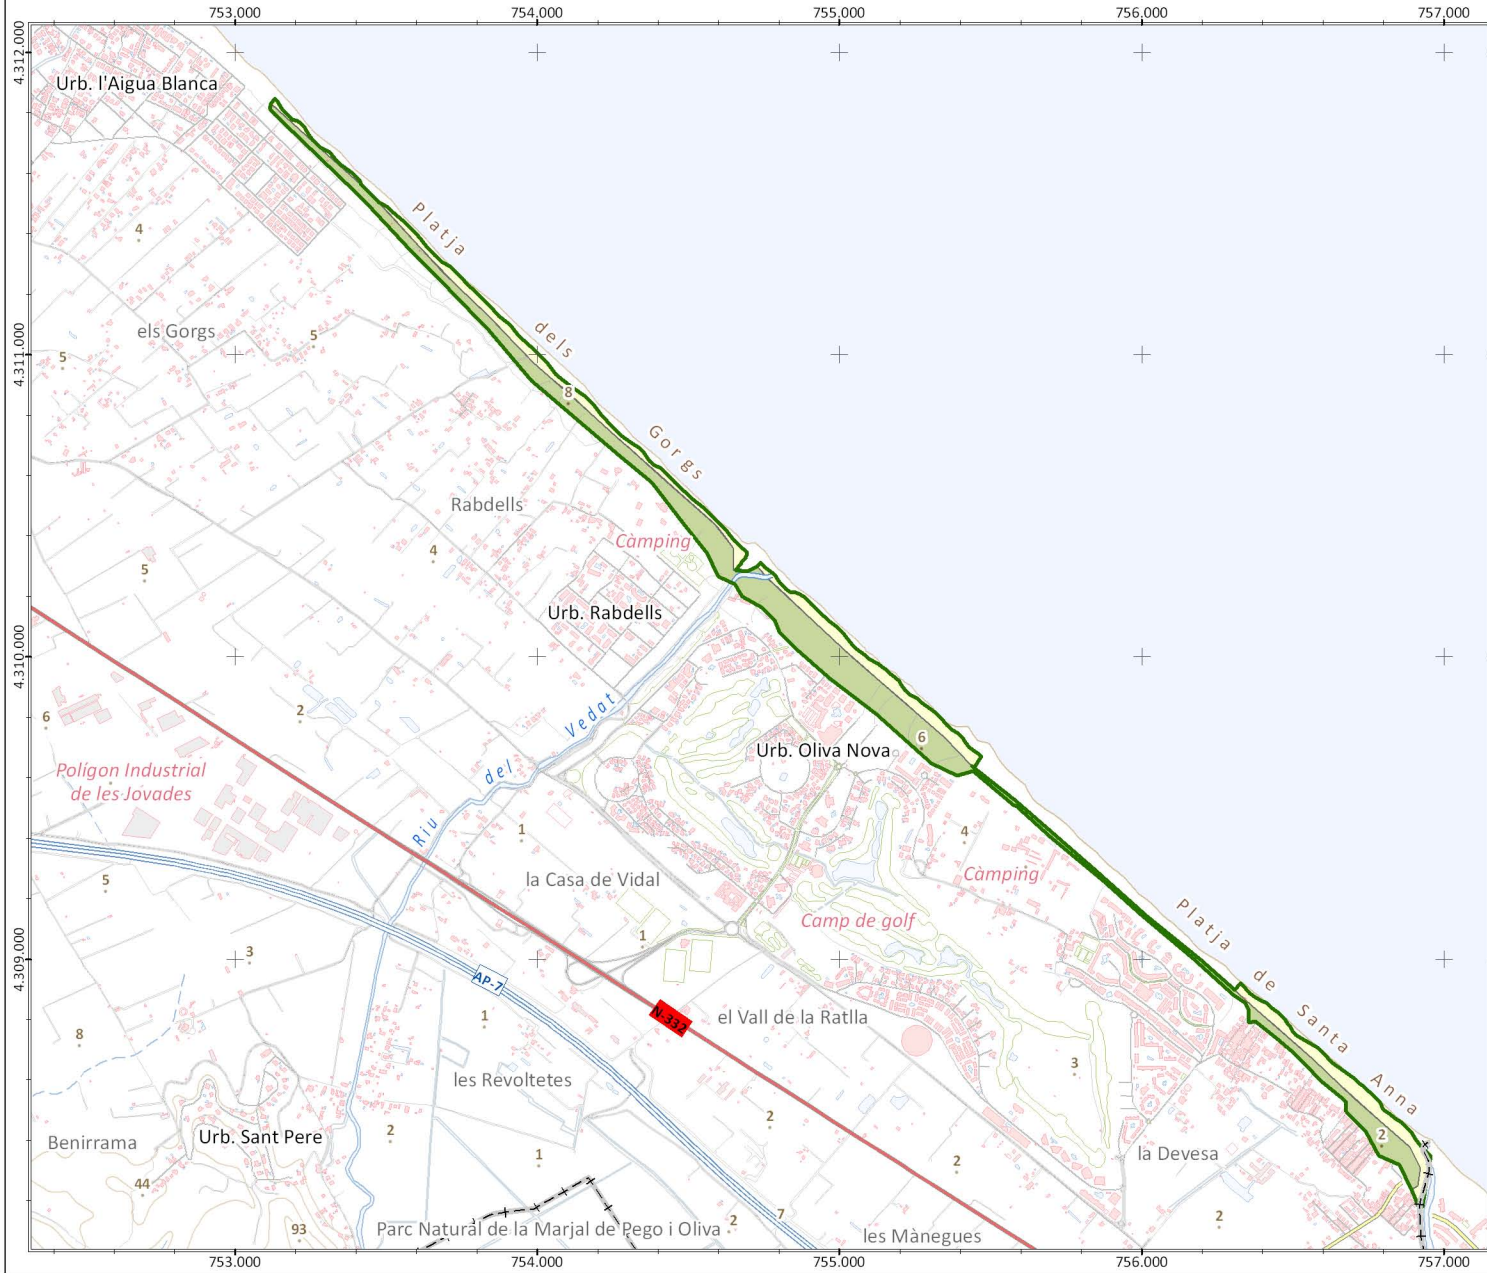 753.000
754.000
755.000
756.000
757.000
4.312.000
Urb. l'Aigua Blanca
Platja
4
dels
els Gorgs
5
5
4.311.000
8
Gorgs
Rabdells
Càmping
4
5
Urb. Rabdells
4.310.000
Vedat
2
6
6
Urb. Oliva Nova
del
Polígon Industrial
de les Jovades
Riu
1
4
Càmping
5
la Casa de Vidal
Platja
Camp de golf
1
3
4.309.000
de
AP-7
Santa
N-332
1
el Vall de la Ratlla
8
3
les Revoltetes
Anna
2
Benirrama
Urb. Sant Pere
2
2
1
la Devesa
2
44
93
Parc Natural de la Marjal de Pego i Oliva
2
7
2
les Mànegues
753.000
754.000
755.000
756.000
757.000